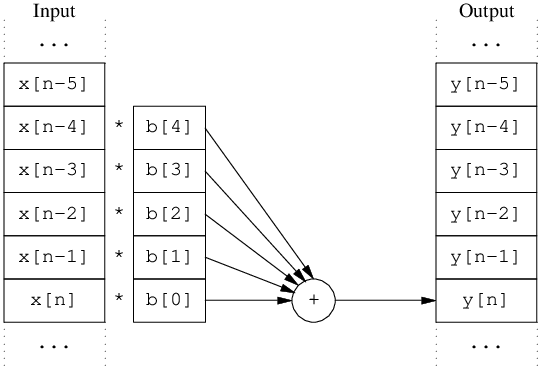 Input Output
... ...
x[n-5] y[n-5]
x[n-4] * b[4] y[n-4]
x[n-3] * b[3] y[n-3]
x[n-2] * b[2] y[n-2]
x[n-1] * b[1] y[n-1]
x[n] * b[0] + y[n]
... ...